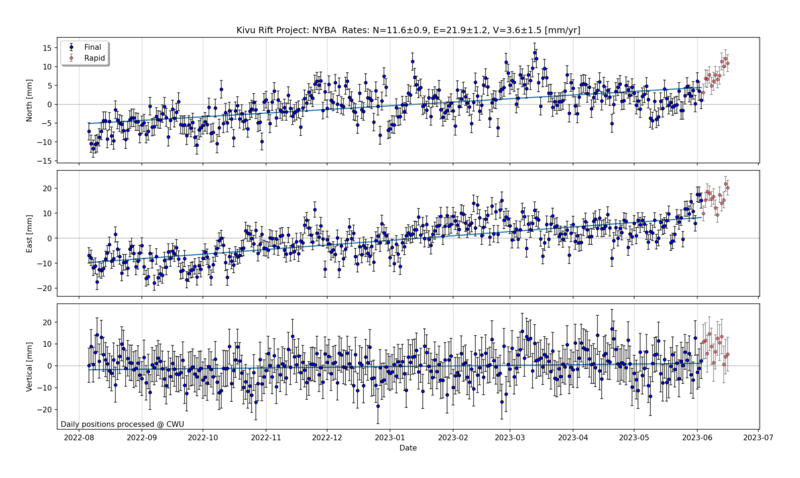 Kivu Rift Project: NYBA Rates: N=11.6±0.9, E=21.9±1.2, V=3.6±1.5 [mm/yr]
Final
Rapid
North [mm]
15
10
5
0
−5
−10
−15
East [mm]
20
10
0
−10
−20
Vertical [mm]
20
10
0
−10
−20
Daily positions processed @ CWU
2022-08 2022-09 2022-10 2022-11 2022-12 2023-01 2023-02 2023-03 2023-04 2023-05 2023-06 2023-07
Date